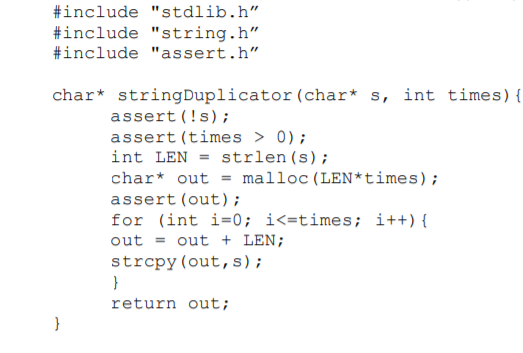 #include "stdlib.h”
#include "string.h”
#include "assert.h”
char* stringDuplicator(char* s, int times){
assert(!s);
assert(times > 0);
int LEN = strlen(s);
char* out = malloc(LEN*times);
assert(out);
for (int i=0; i<=times; i++){
out = out + LEN;
strcpy(out,s);
}
return out;
}